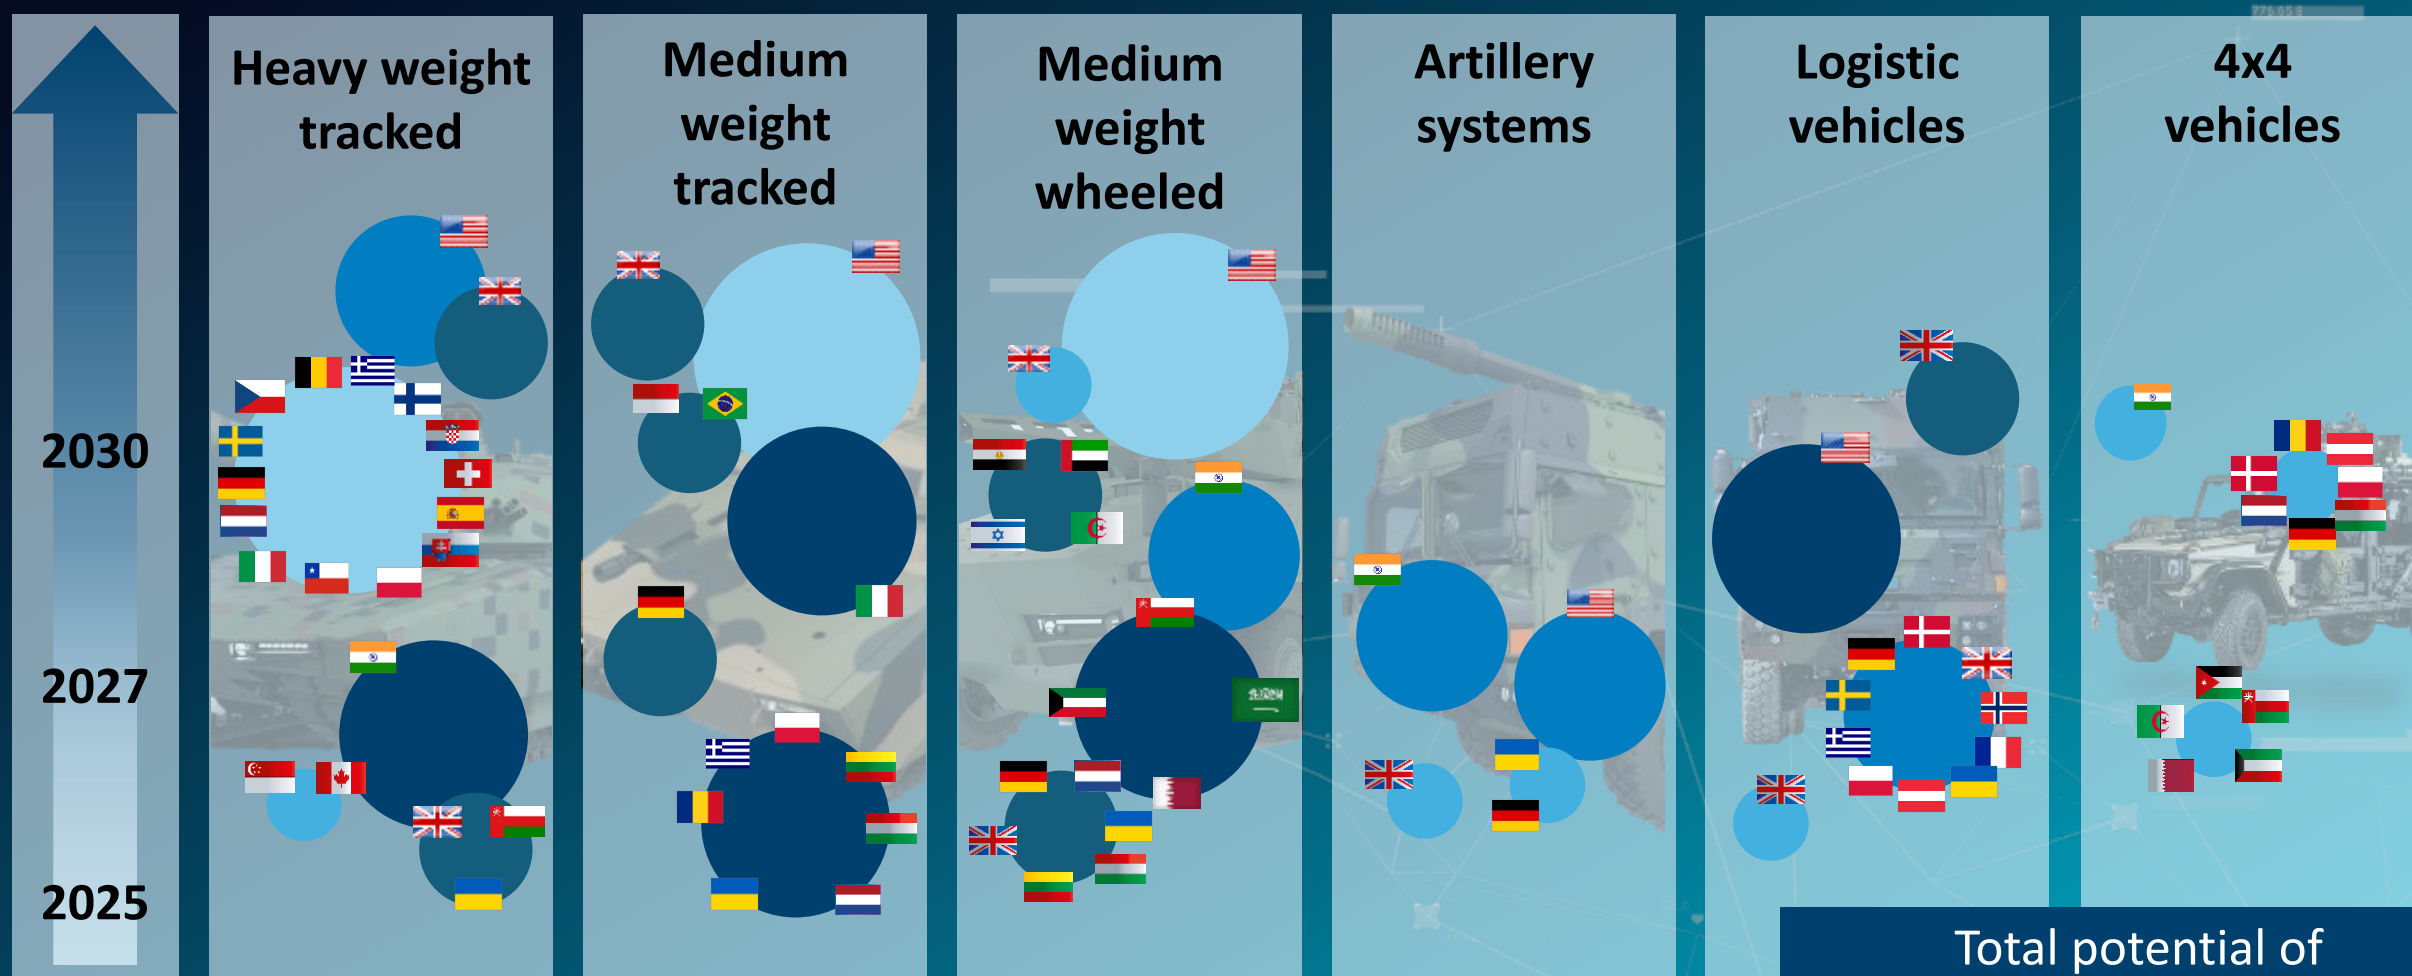 Heavy weight
tracked
Medium
weight
tracked
Medium
weight
wheeled
Artillery
systems
Logistic
vehicles
4x4
vehicles
2030
2027
2025
Total potential of